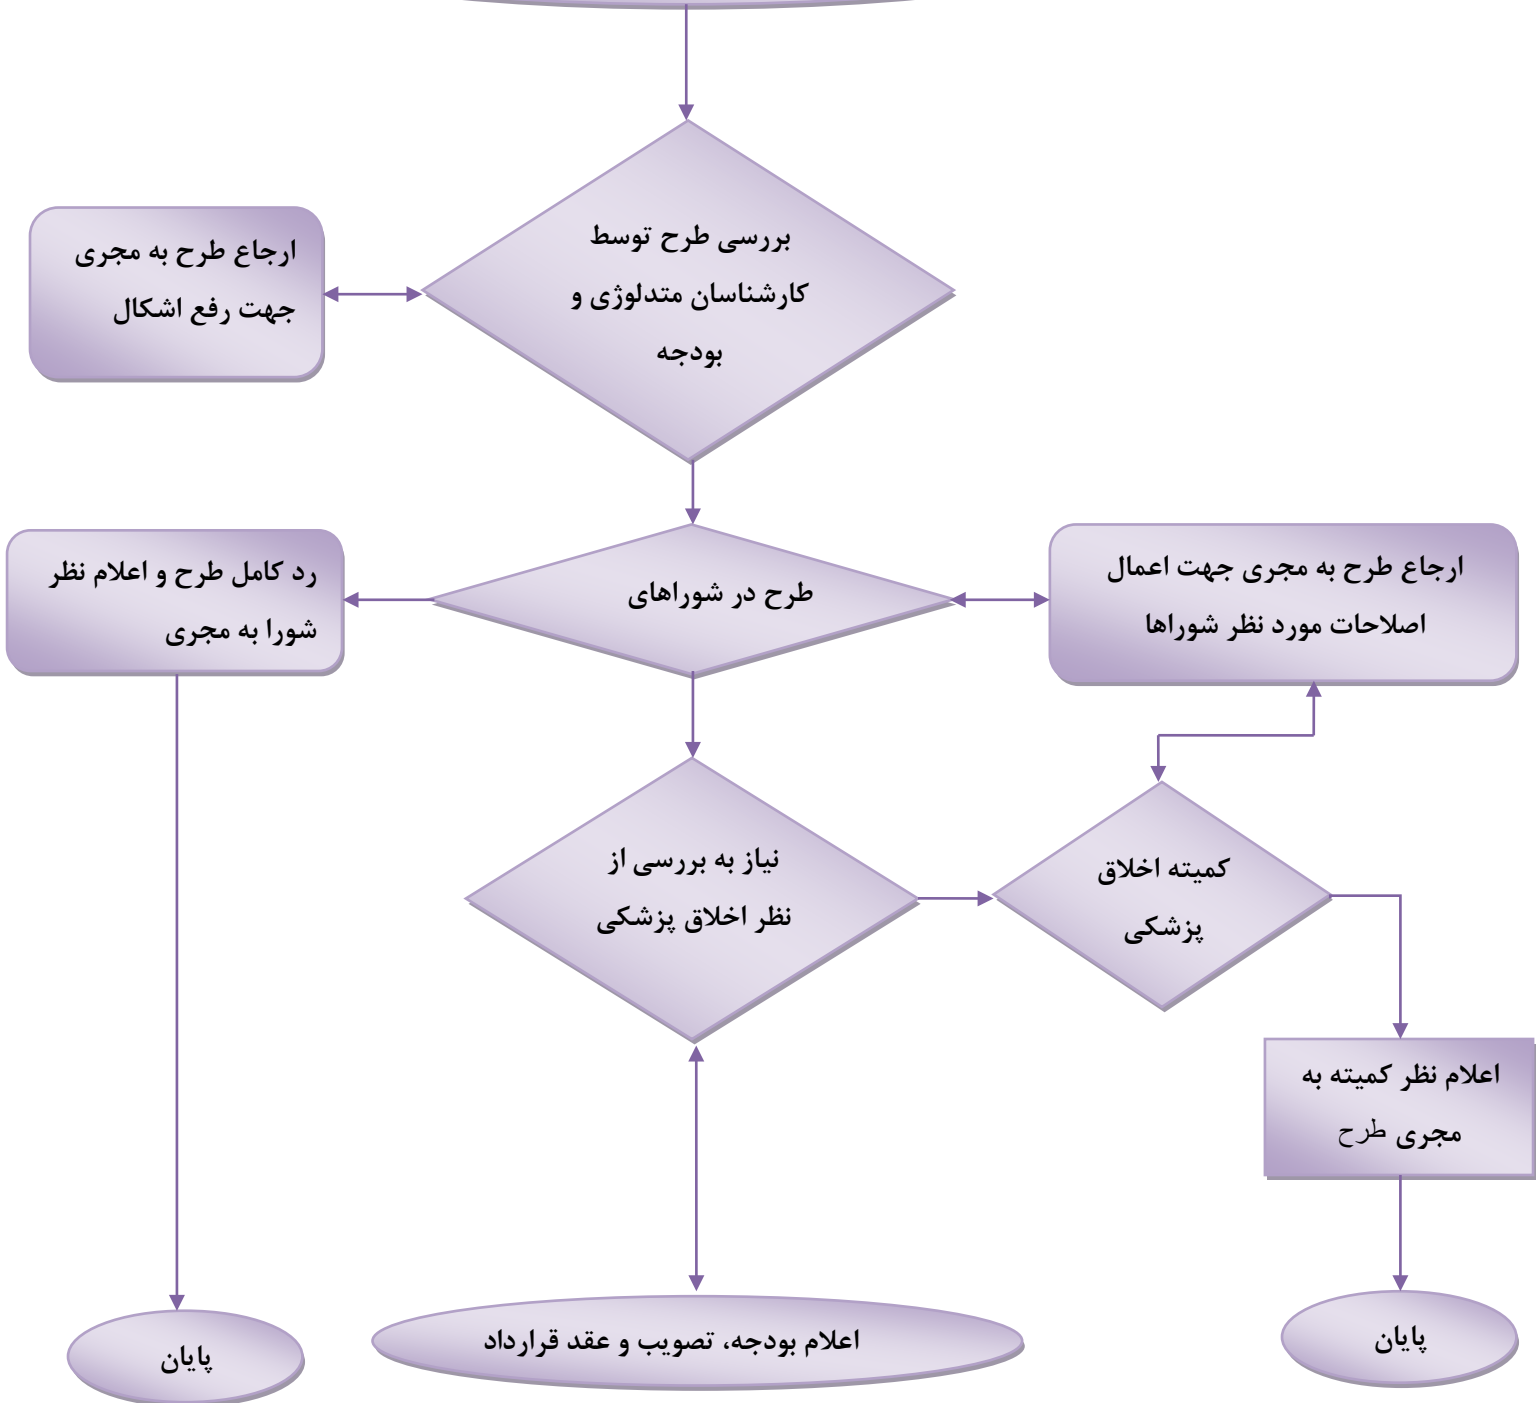 بررسی طرح توسط
کارشناسان متدلوژی و
بودجه
ارجاع طرح به مجری
جهت رفع اشکال
ارجاع طرح به مجری جهت اعمال
اصلاحات مورد نظر شوراها
طرح در شوراهای
رد کامل طرح و اعلام نظر
شورا به مجری
کمیته اخلاق
پزشکی
نیاز به بررسی از
نظر اخلاق پزشکی
اعلام نظر کمیته به
مجری طرح
پایان
اعلام بودجه، تصویب و عقد قرارداد
پایان